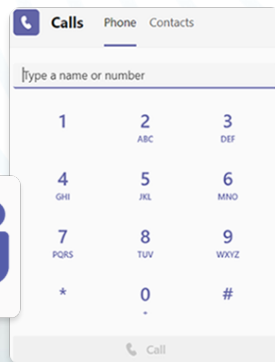 Calls Phone Contacts
Type a name or number
1 2 3
ABC DEF
4 5 6
GHI JKL MNO
7 8 9
PQRS TUV WXYZ
* 0 #
+
Call